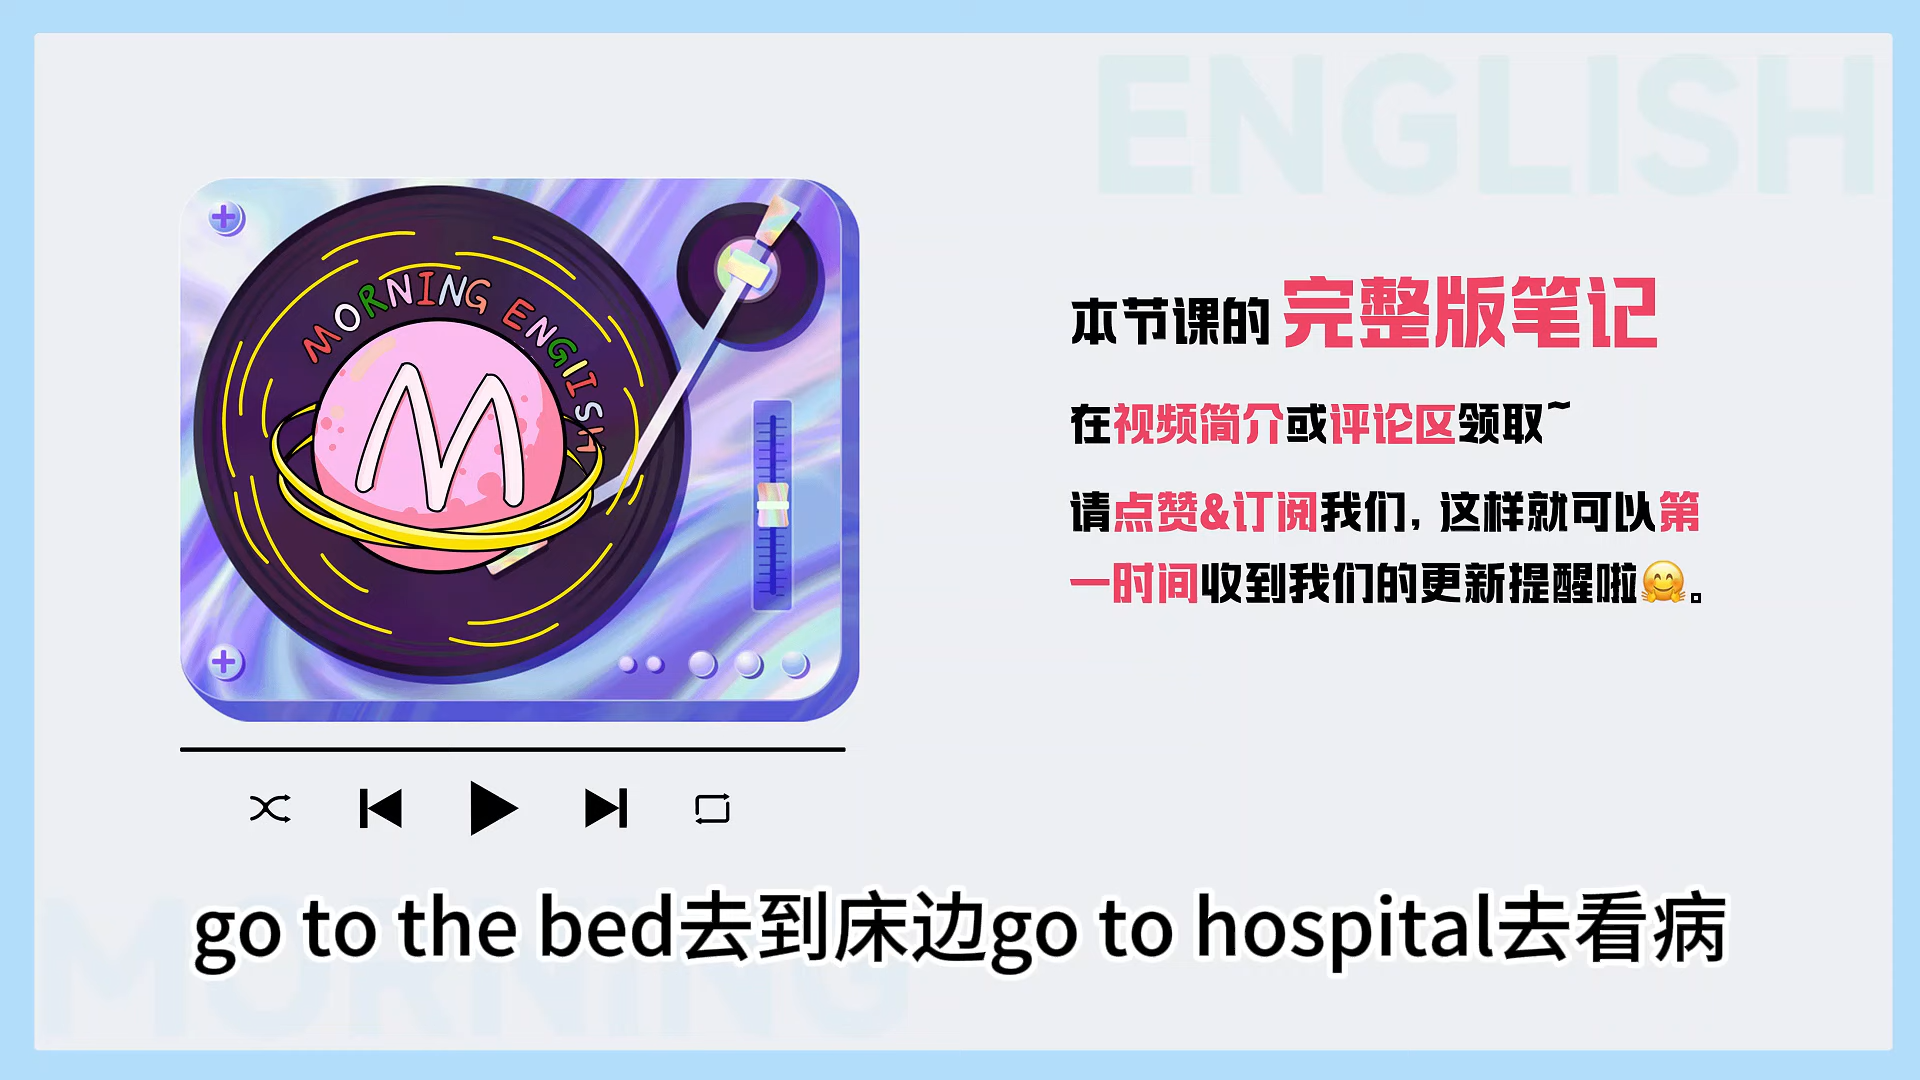 ENGLISH
MORNING ENGlISH
M
本节课的 完整版笔记
在视频简介或评论区领取~
请点赞&订阅我们, 这样就可以第
一时间收到我们的更新提醒啦🤗。
go to the bed去到床边go to hospital去看病
MORNING